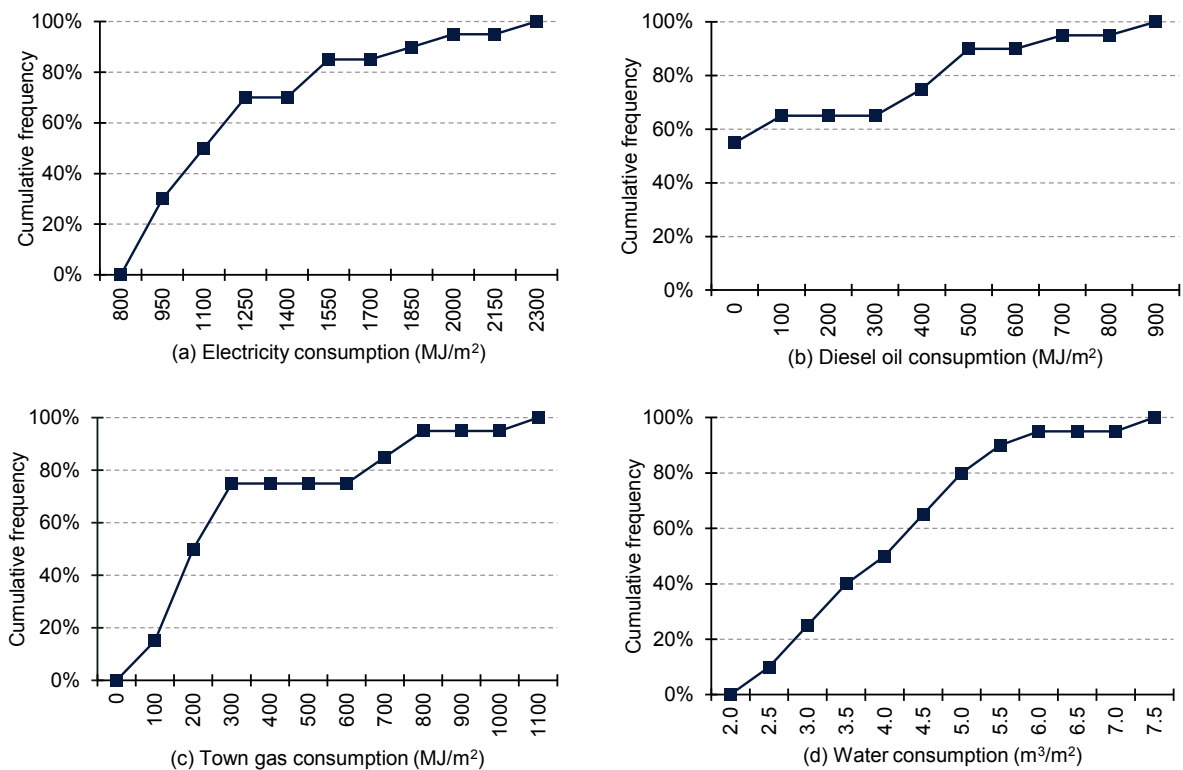 100%
80%
60%
40%
20%
0%
Cumulative frequency
800 950 1100 1250 1400 1550 1700 1850 2000 2150 2300
(a) Electricity consumption (MJ/m²)
100%
80%
60%
40%
20%
0%
Cumulative frequency
0 100 200 300 400 500 600 700 800 900
(b) Diesel oil consupmtion (MJ/m²)
100%
80%
60%
40%
20%
0%
Cumulative frequency
0 100 200 300 400 500 600 700 800 900 1000 1100
(c) Town gas consumption (MJ/m²)
100%
80%
60%
40%
20%
0%
Cumulative frequency
2.0 2.5 3.0 3.5 4.0 4.5 5.0 5.5 6.0 6.5 7.0 7.5
(d) Water consumption (m³/m²)